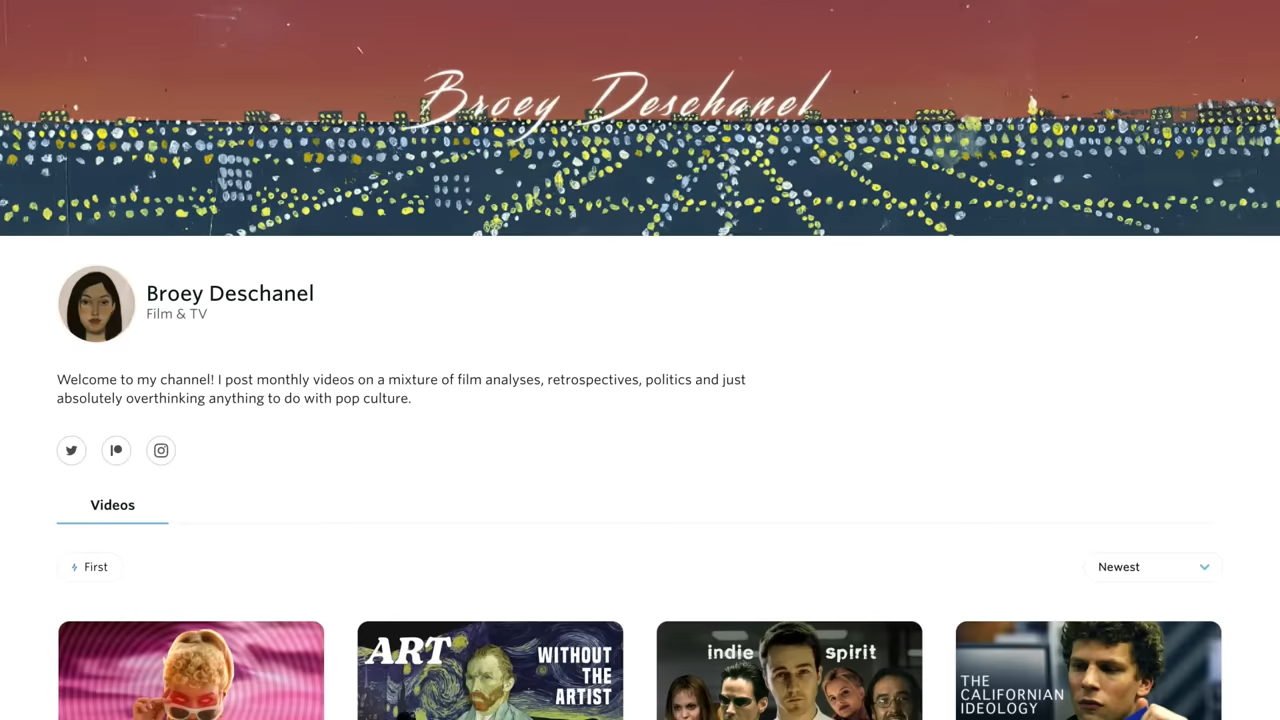 Broey Deschanel
Broey Deschanel
Film & TV
Welcome to my channel! I post monthly videos on a mixture of film analyses, retrospectives, politics and just
absolutely overthinking anything to do with pop culture.
Videos
First
Newest
ART
WITHOUT
THE
ARTIST
indie spirit
THE
CALIFORNIAN
IDEOLOGY